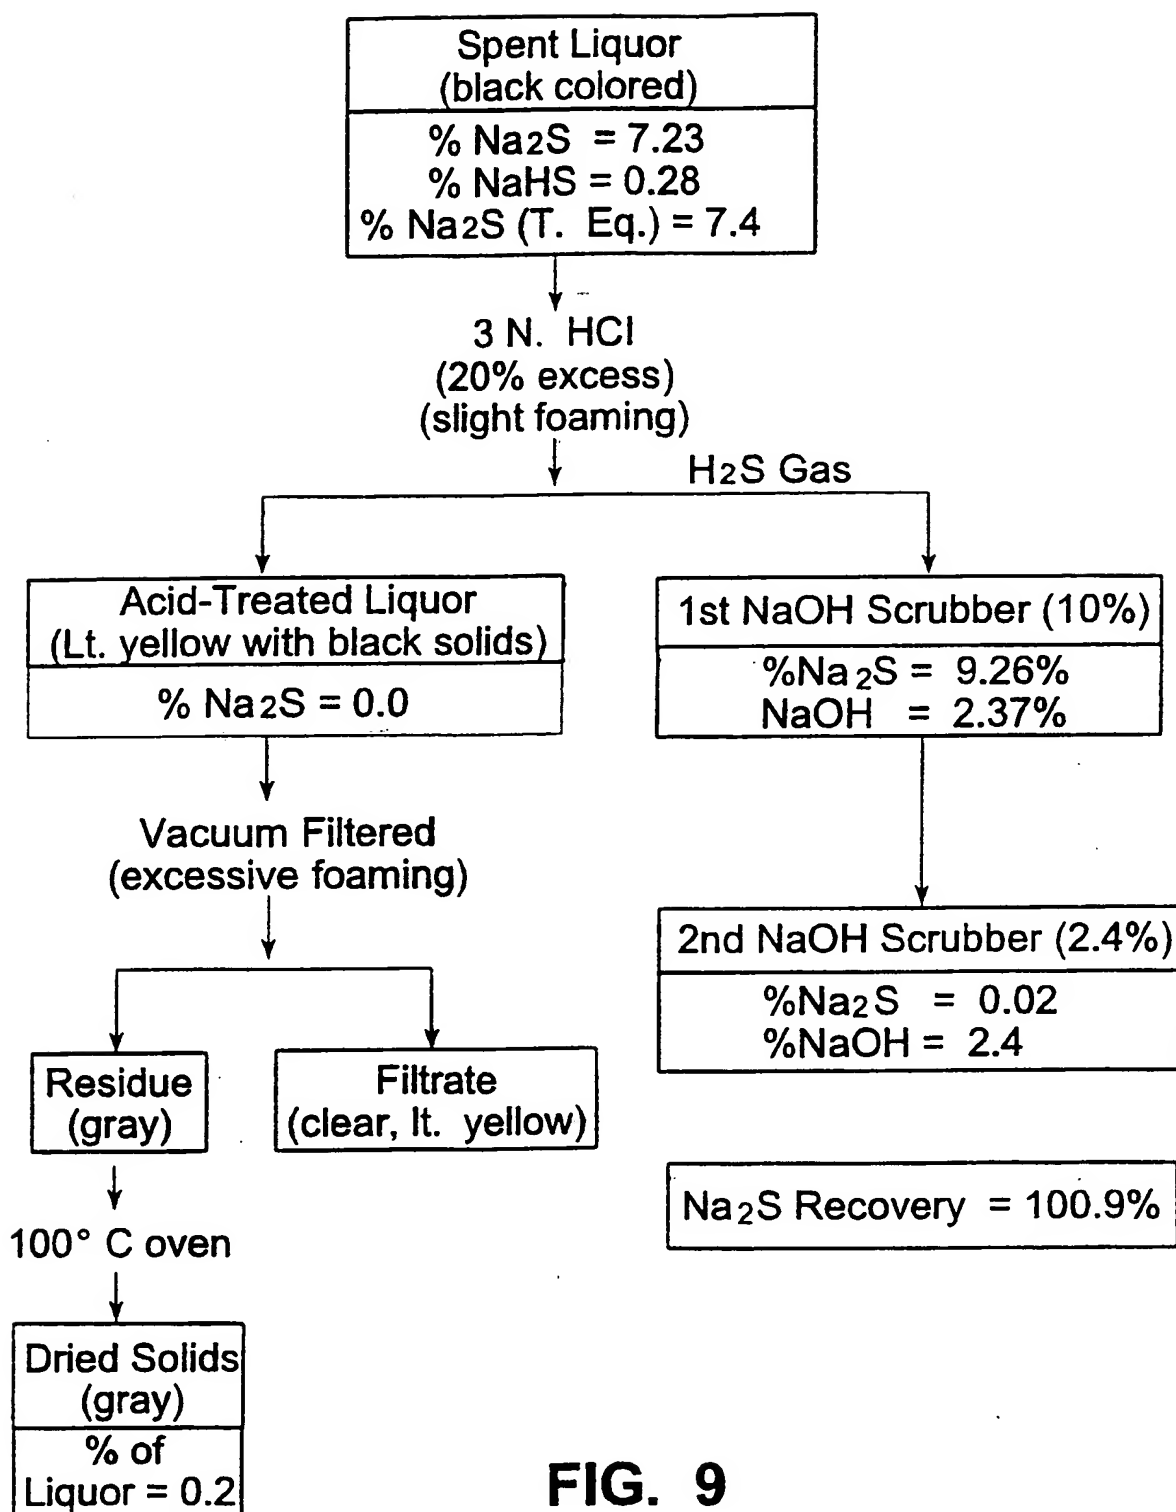 Spent Liquor
(black colored)
% Na2S = 7.23
% NaHS = 0.28
% Na2S (T. Eq.) = 7.4
3 N. HCl
(20% excess)
(slight foaming)
H2S Gas
Acid-Treated Liquor
(Lt. yellow with black solids)
% Na2S = 0.0
1st NaOH Scrubber (10%)
%Na2S = 9.26%
NaOH = 2.37%
Vacuum Filtered
(excessive foaming)
2nd NaOH Scrubber (2.4%)
%Na2S = 0.02
%NaOH = 2.4
Residue
(gray)
Filtrate
(clear, lt. yellow)
Na2S Recovery = 100.9%
100° C oven
Dried Solids
(gray)
% of
Liquor = 0.2
FIG. 9